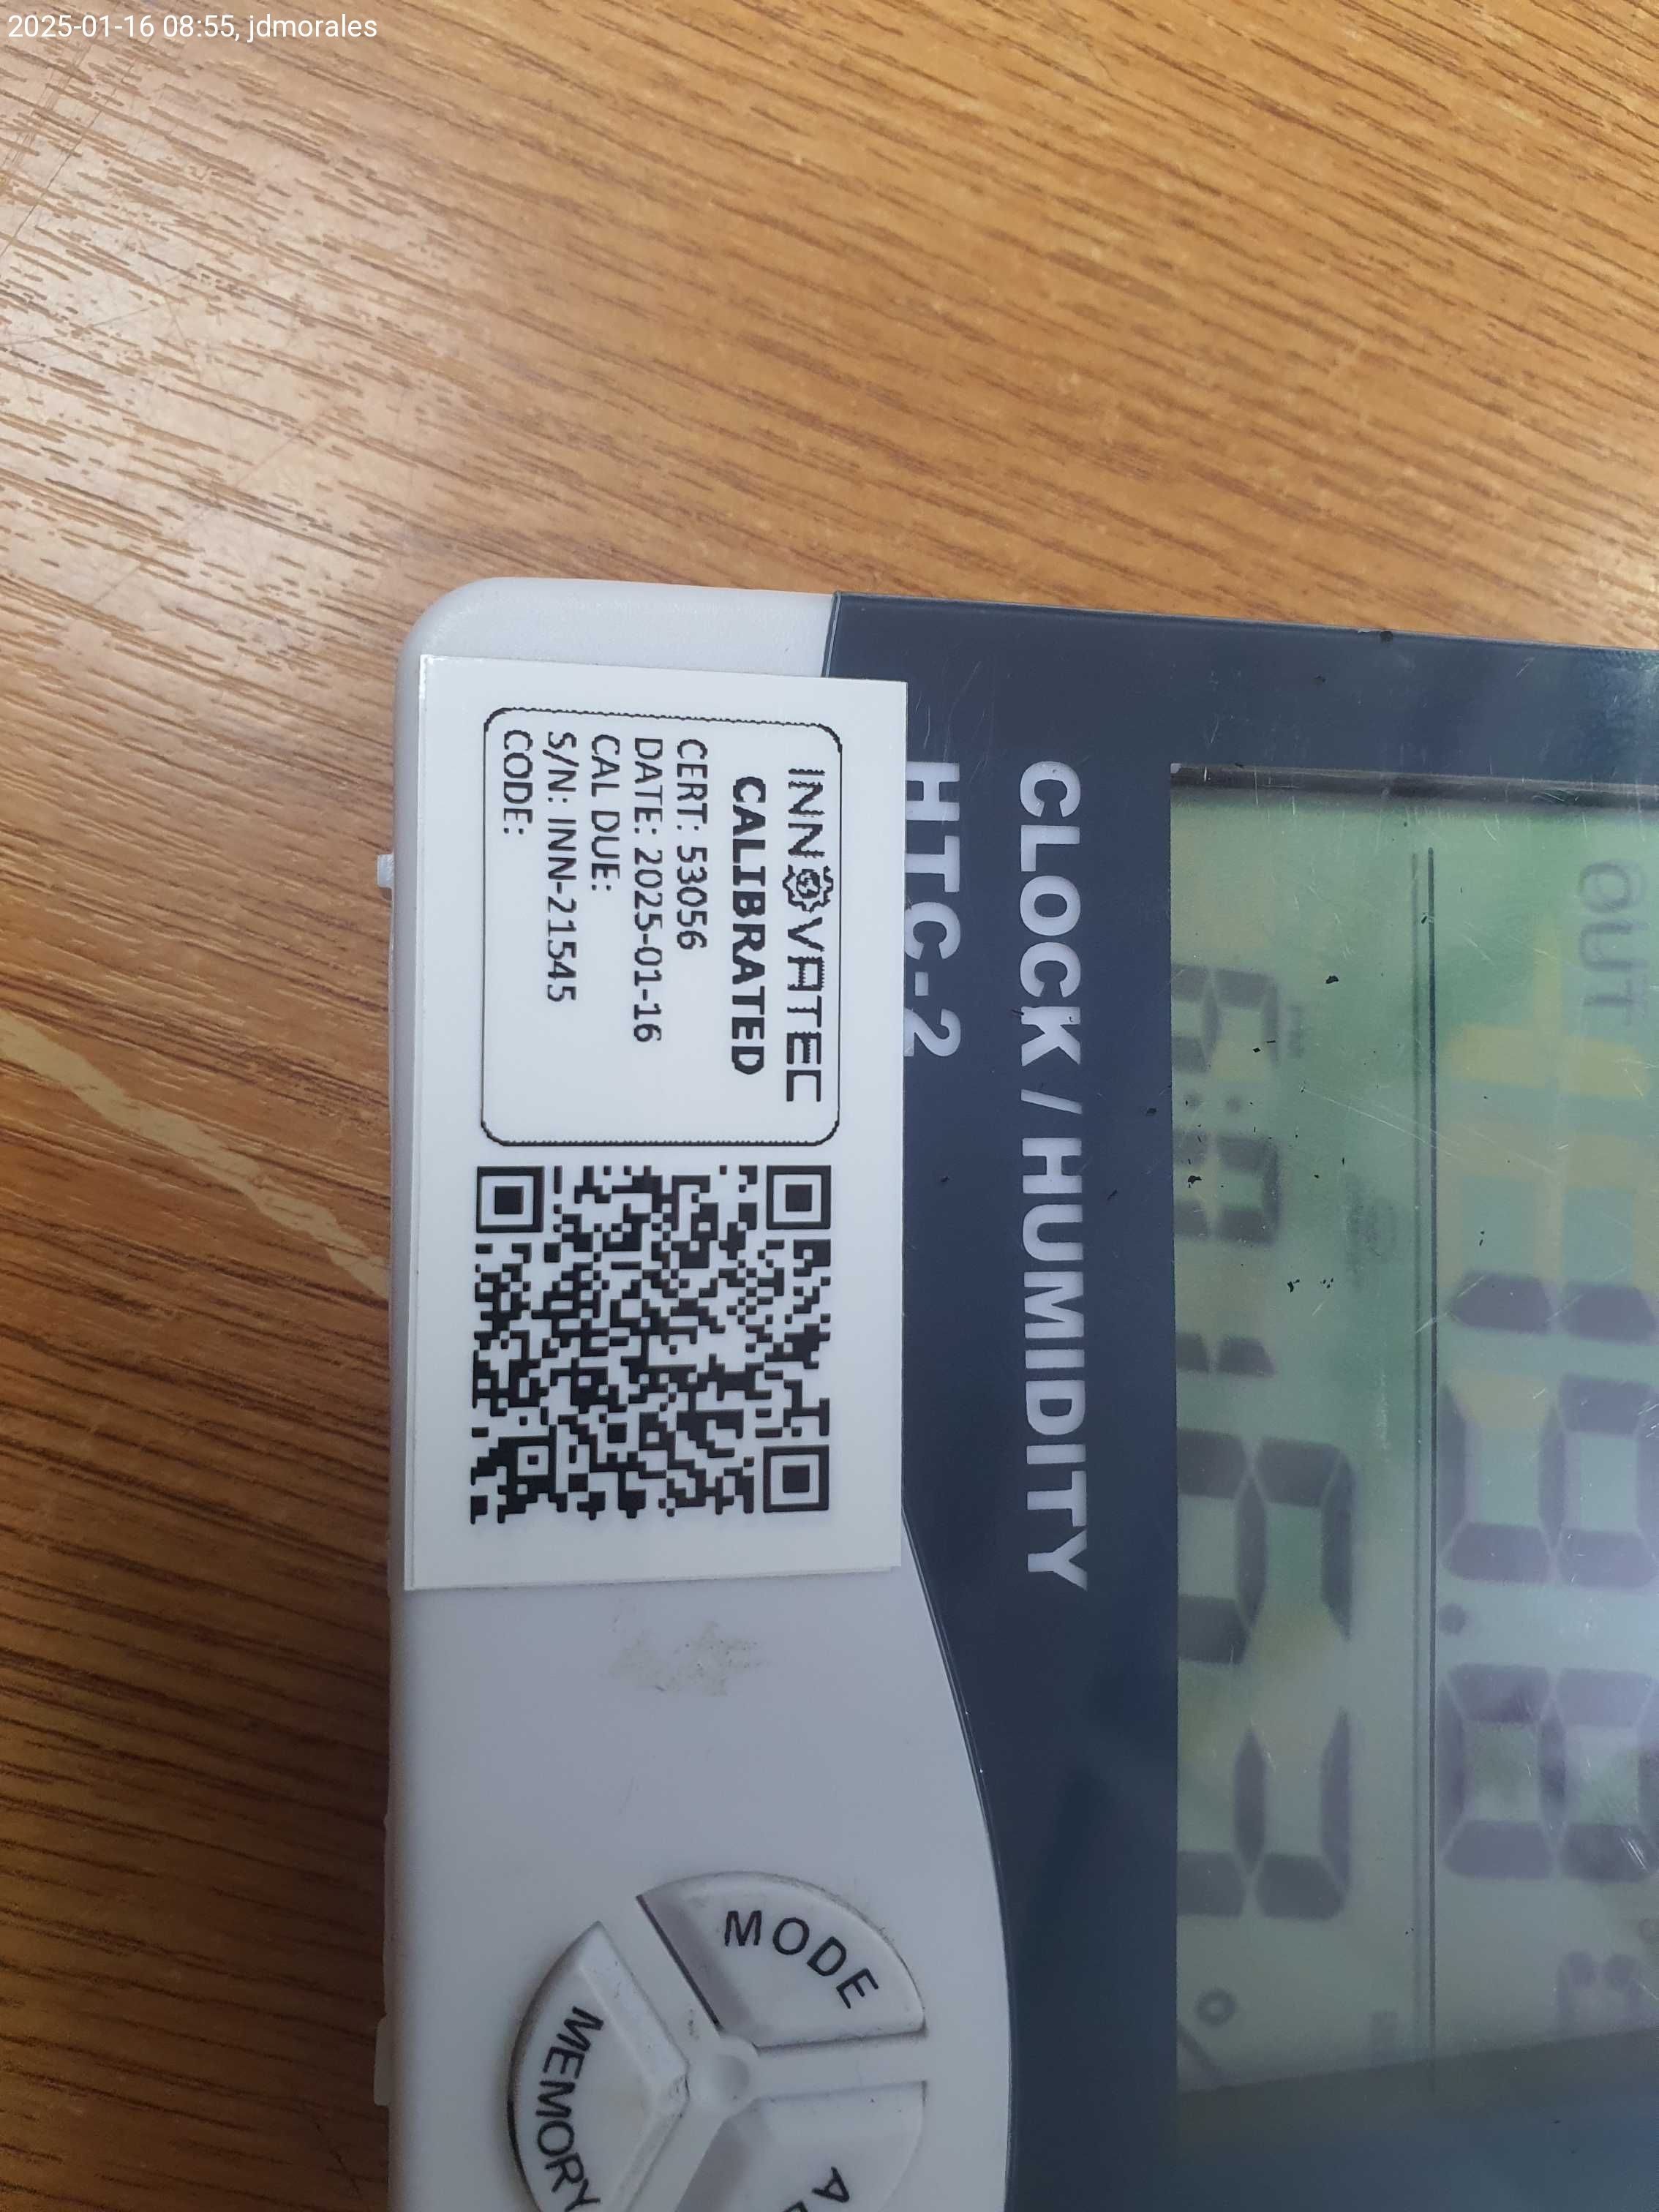 2025-01-16 08:55, jdmorales
INNOVATEC
CALIBRATED
CERT: 53056
DATE: 2025-01-16
CAL DUE:
S/N: INN-21545
CODE:
HTC-2
CLOCK / HUMIDITY
OUT
MODE
MEMORY